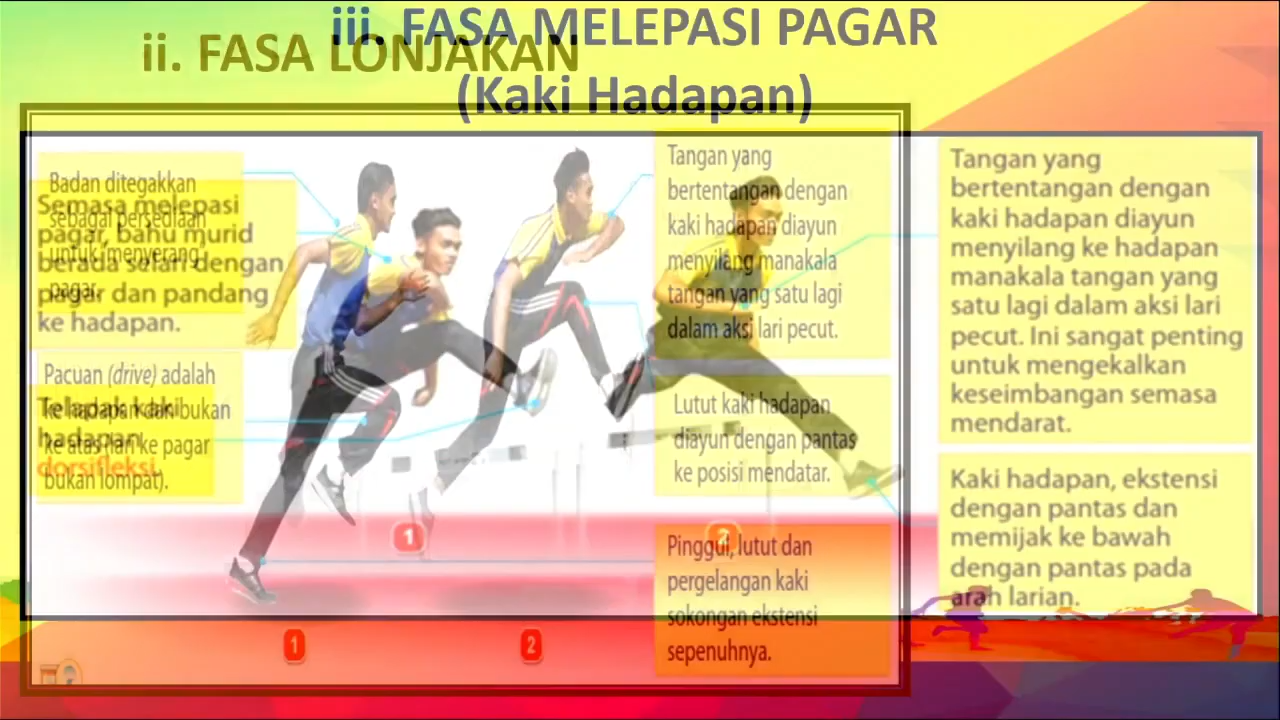 iii. FASA MELEPASI PAGAR
(Kaki Hadapan)
ii. FASA LONJAKAN
Badan ditegakkan
sebagai persediaan
untuk menyerang
pagar.
Pacuan (drive) adalah
ke hadapan dan bukan
ke atas (lari ke pagar
bukan lompat).
Tangan yang
bertentangan dengan
kaki hadapan diayun
menyilang manakala
tangan yang satu lagi
dalam aksi lari pecut.
Lutut kaki hadapan
diayun dengan pantas
ke posisi mendatar.
Pinggul, lutut dan
pergelangan kaki
sokongan ekstensi
sepenuhnya.
1
2
Semasa melepasi
pagar, bahu murid
berada selari dengan
pagar dan pandang
ke hadapan.
Telapak kaki
hadapan
dorsifleksi.
Tangan yang
bertentangan dengan
kaki hadapan diayun
menyilang ke hadapan
manakala tangan yang
satu lagi dalam aksi lari
pecut. Ini sangat penting
untuk mengekalkan
keseimbangan semasa
mendarat.
Kaki hadapan, ekstensi
dengan pantas dan
memijak ke bawah
dengan pantas pada
arah larian.
1
2